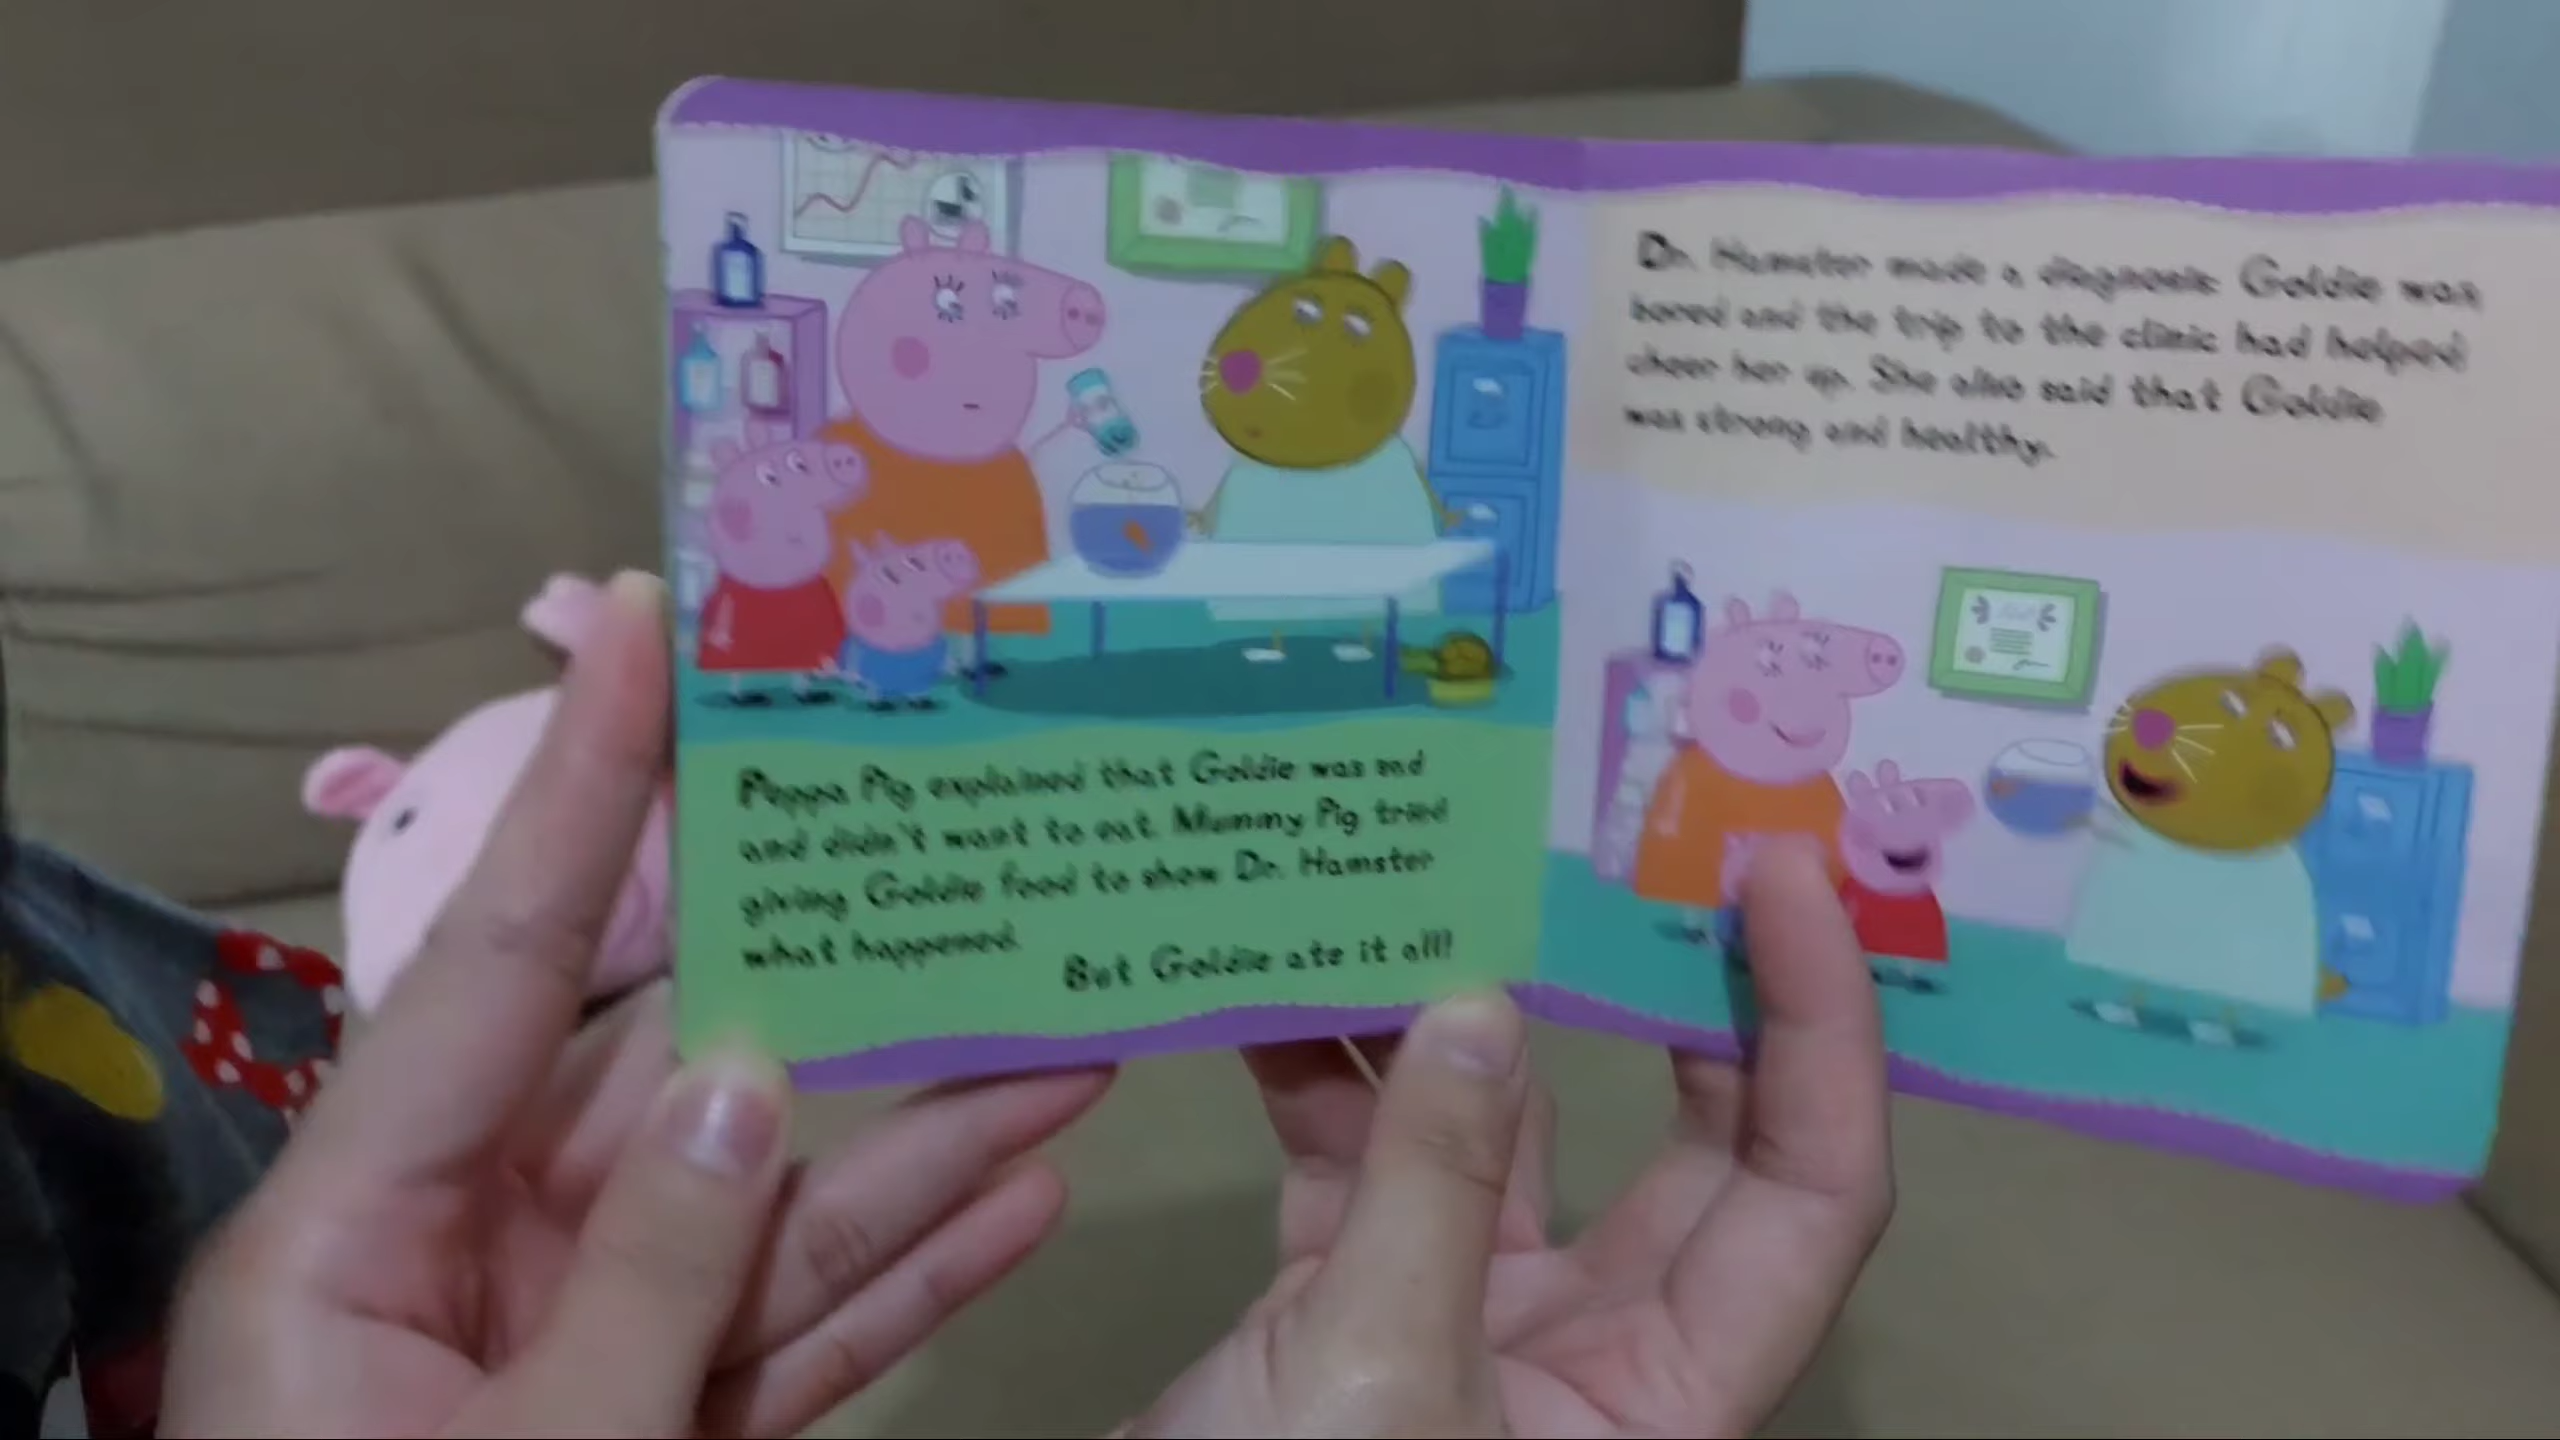 Peppa Pig explained that Goldie was sad
and didn't want to eat. Mummy Pig tried
giving Goldie food to show Dr. Hamster
what happened.
But Goldie ate it all!
Dr. Hamster made a diagnosis: Goldie was
bored and the trip to the clinic had helped
cheer her up. She also said that Goldie
was strong and healthy.